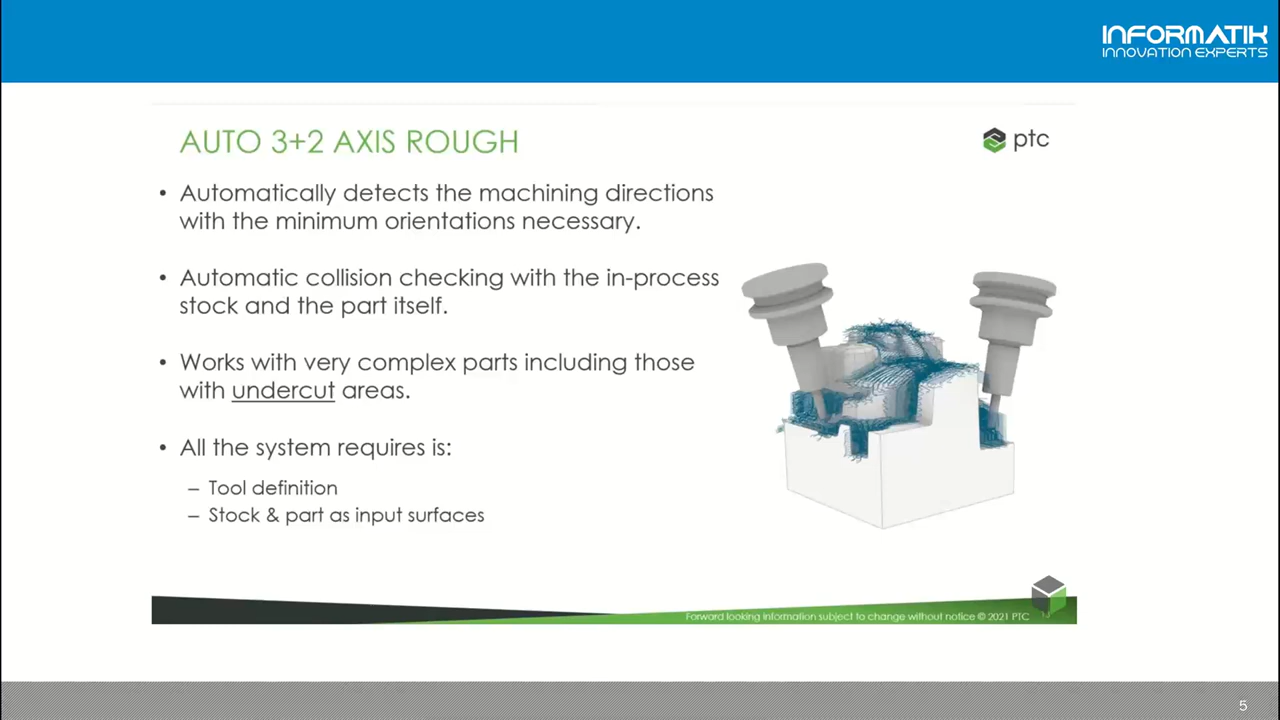 INFORMATIK
INNOVATION EXPERTS
AUTO 3+2 AXIS ROUGH
ptc
• Automatically detects the machining directions
with the minimum orientations necessary.
• Automatic collision checking with the in-process
stock and the part itself.
• Works with very complex parts including those
with undercut areas.
• All the system requires is:
– Tool definition
– Stock & part as input surfaces
Forward looking information subject to change without notice © 2021 PTC
5